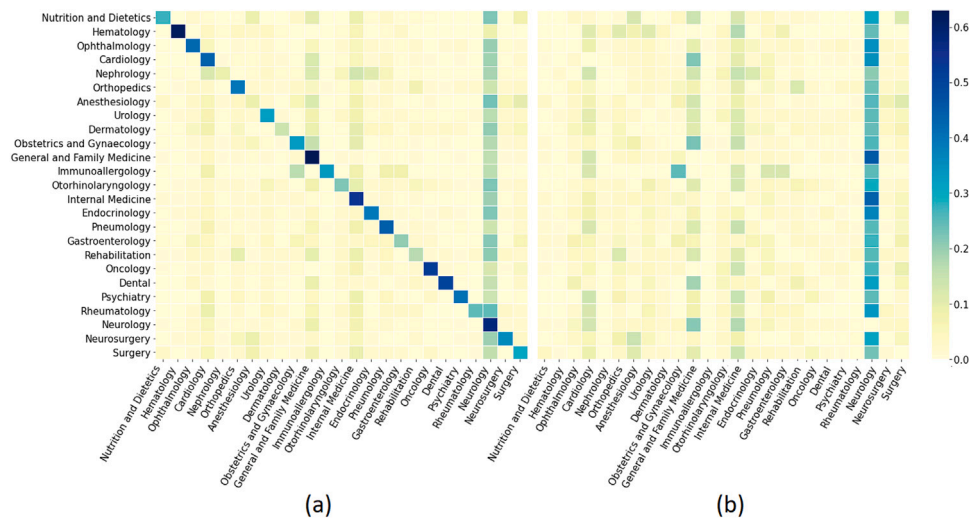 Nutrition and Dietetics
Hematology
Ophthalmology
Cardiology
Nephrology
Orthopedics
Anesthesiology
Urology
Dermatology
Obstetrics and Gynaecology
General and Family Medicine
Immunoallergology
Otorhinolaryngology
Internal Medicine
Endocrinology
Pneumology
Gastroenterology
Rehabilitation
Oncology
Dental
Psychiatry
Rheumatology
Neurology
Neurosurgery
Surgery
Nutrition and Dietetics
Hematology
Ophthalmology
Cardiology
Nephrology
Orthopedics
Anesthesiology
Urology
Dermatology
Obstetrics and Gynaecology
General and Family Medicine
Immunoallergology
Otorhinolaryngology
Internal Medicine
Endocrinology
Pneumology
Gastroenterology
Rehabilitation
Oncology
Dental
Psychiatry
Rheumatology
Neurology
Neurosurgery
Surgery
(a)
Nutrition and Dietetics
Hematology
Ophthalmology
Cardiology
Nephrology
Orthopedics
Anesthesiology
Urology
Dermatology
Obstetrics and Gynaecology
General and Family Medicine
Immunoallergology
Otorhinolaryngology
Internal Medicine
Endocrinology
Pneumology
Gastroenterology
Rehabilitation
Oncology
Dental
Psychiatry
Rheumatology
Neurology
Neurosurgery
Surgery
(b)
0.6
0.5
0.4
0.3
0.2
0.1
0.0